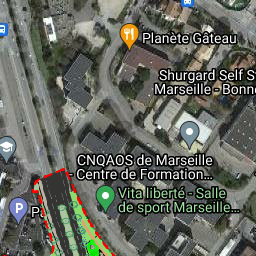 Planète Gâteau
Shurgard Self
Marseille - Bonne
CNQAOS de Marseille
- Centre de Formation...
Vita liberté - Salle
de sport Marseille...
P